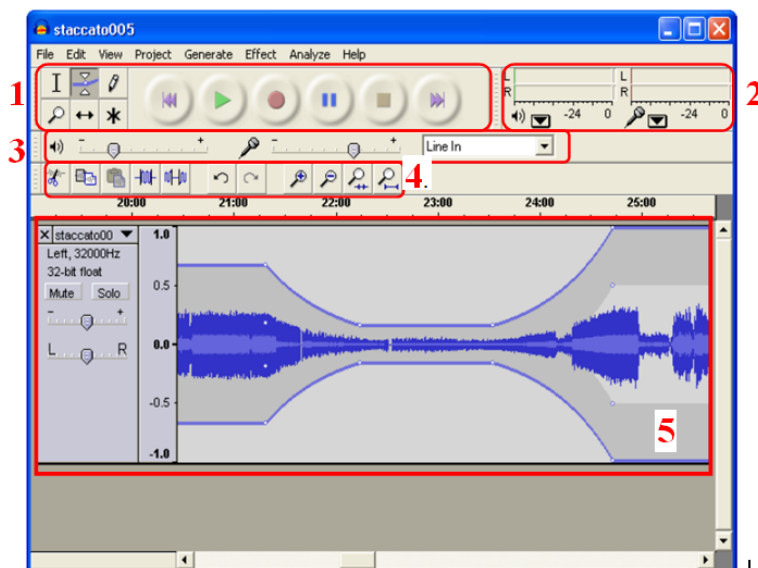 staccato005
File Edit View Project Generate Effect Analyze Help
1
L
R
-24 0
L
R
-24 0
2
3
- +
- +
Line In
4.
20:00 21:00 22:00 23:00 24:00 25:00
staccato00
Left, 32000Hz
32-bit float
Mute Solo
- +
L R
1.0
0.5
0.0
-0.5
-1.0
5